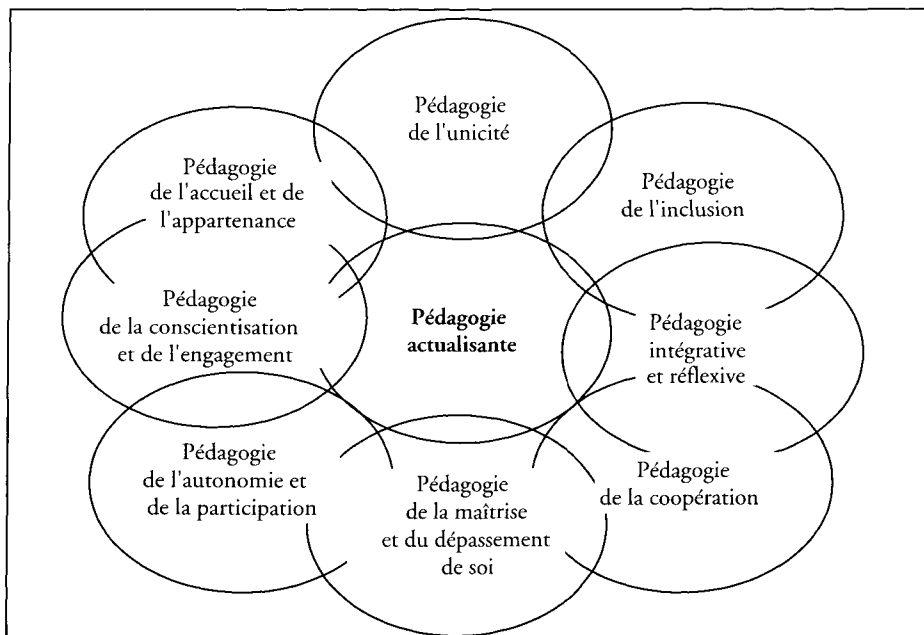 Pédagogie
de l'unicité
Pédagogie
de l'accueil et de
l'appartenance
Pédagogie
de l'inclusion
Pédagogie
de la conscientisation
et de l'engagement
Pédagogie
actualisante
Pédagogie
intégrative
et réflexive
Pédagogie
de l'autonomie et
de la participation
Pédagogie
de la maîtrise
et du dépassement
de soi
Pédagogie
de la coopération